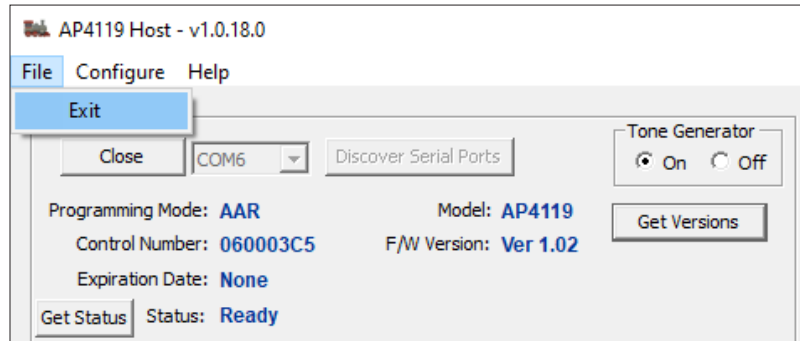 AP4119 Host - v1.0.18.0
File Configure Help
Exit
Tone Generator
Close COM6 Discover Serial Ports On Off
Programming Mode: AAR Model: AP4119 Get Versions
Control Number: 060003C5 F/W Version: Ver 1.02
Expiration Date: None
Get Status Status: Ready